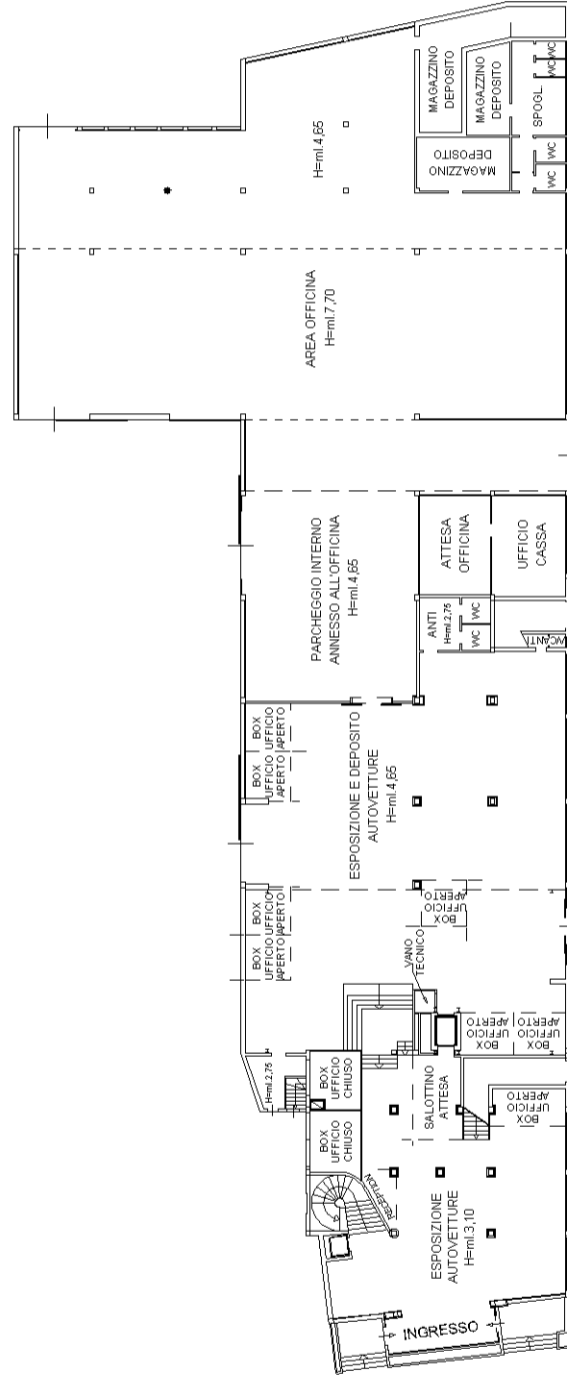 MAGAZZINO
DEPOSITO
MAGAZZINO
DEPOSITO
MAGAZZINO
DEPOSITO
SPOGL.
WC
WC
WC
WC
H=ml.4,65
AREA OFFICINA
H=ml.7,70
PARCHEGGIO INTERNO
ANNESSO ALL'OFFICINA
H=ml.4,65
ATTESA
OFFICINA
UFFICIO
CASSA
ANTI
H=ml.2,75
WC
WC
WC
ANTI
BOX
UFFICIO
APERTO
BOX
UFFICIO
APERTO
ESPOSIZIONE E DEPOSITO
AUTOVETTURE
H=ml.4,65
BOX
UFFICIO
APERTO
BOX
UFFICIO
APERTO
BOX
UFFICIO
APERTO
VANO
TECNICO
BOX
UFFICIO
APERTO
BOX
UFFICIO
APERTO
H=ml.2,75
BOX
UFFICIO
CHIUSO
BOX
UFFICIO
CHIUSO
SALOTTINO
ATTESA
BOX
UFFICIO
APERTO
RECEPTION
ESPOSIZIONE
AUTOVETTURE
H=ml.3,10
INGRESSO